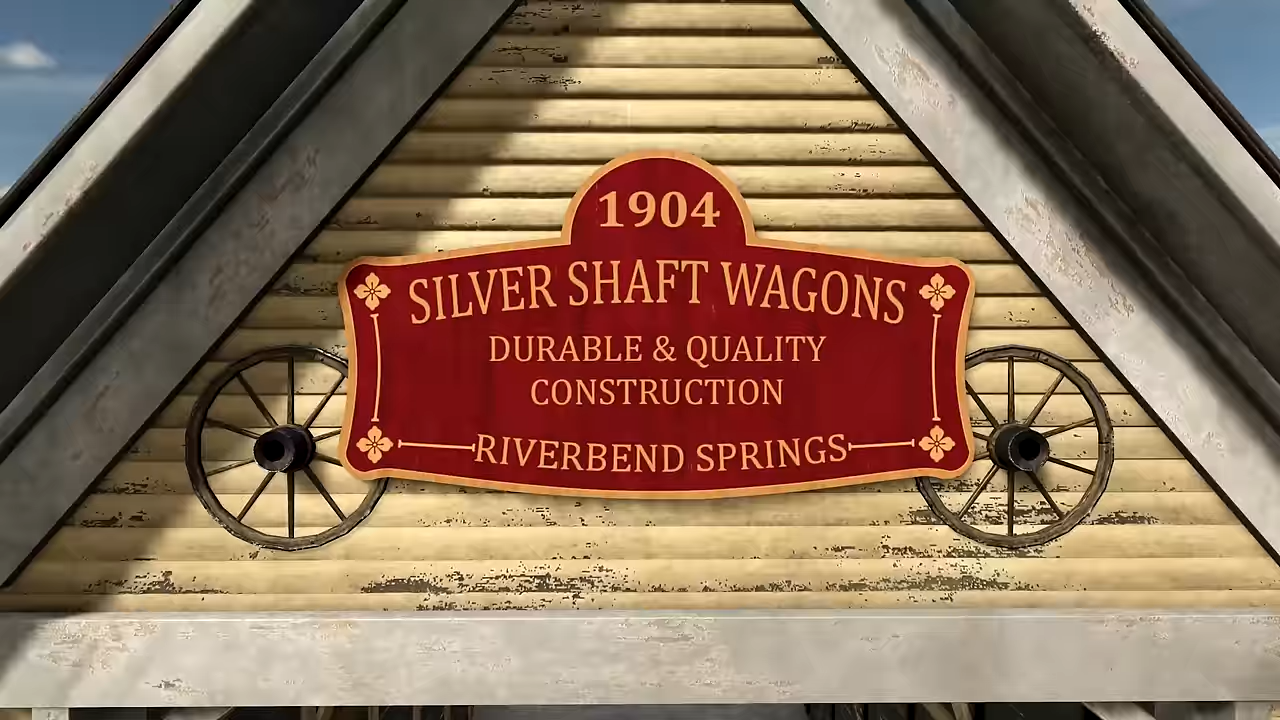 1904
SILVER SHAFT WAGONS
DURABLE & QUALITY
CONSTRUCTION
RIVERBEND SPRINGS